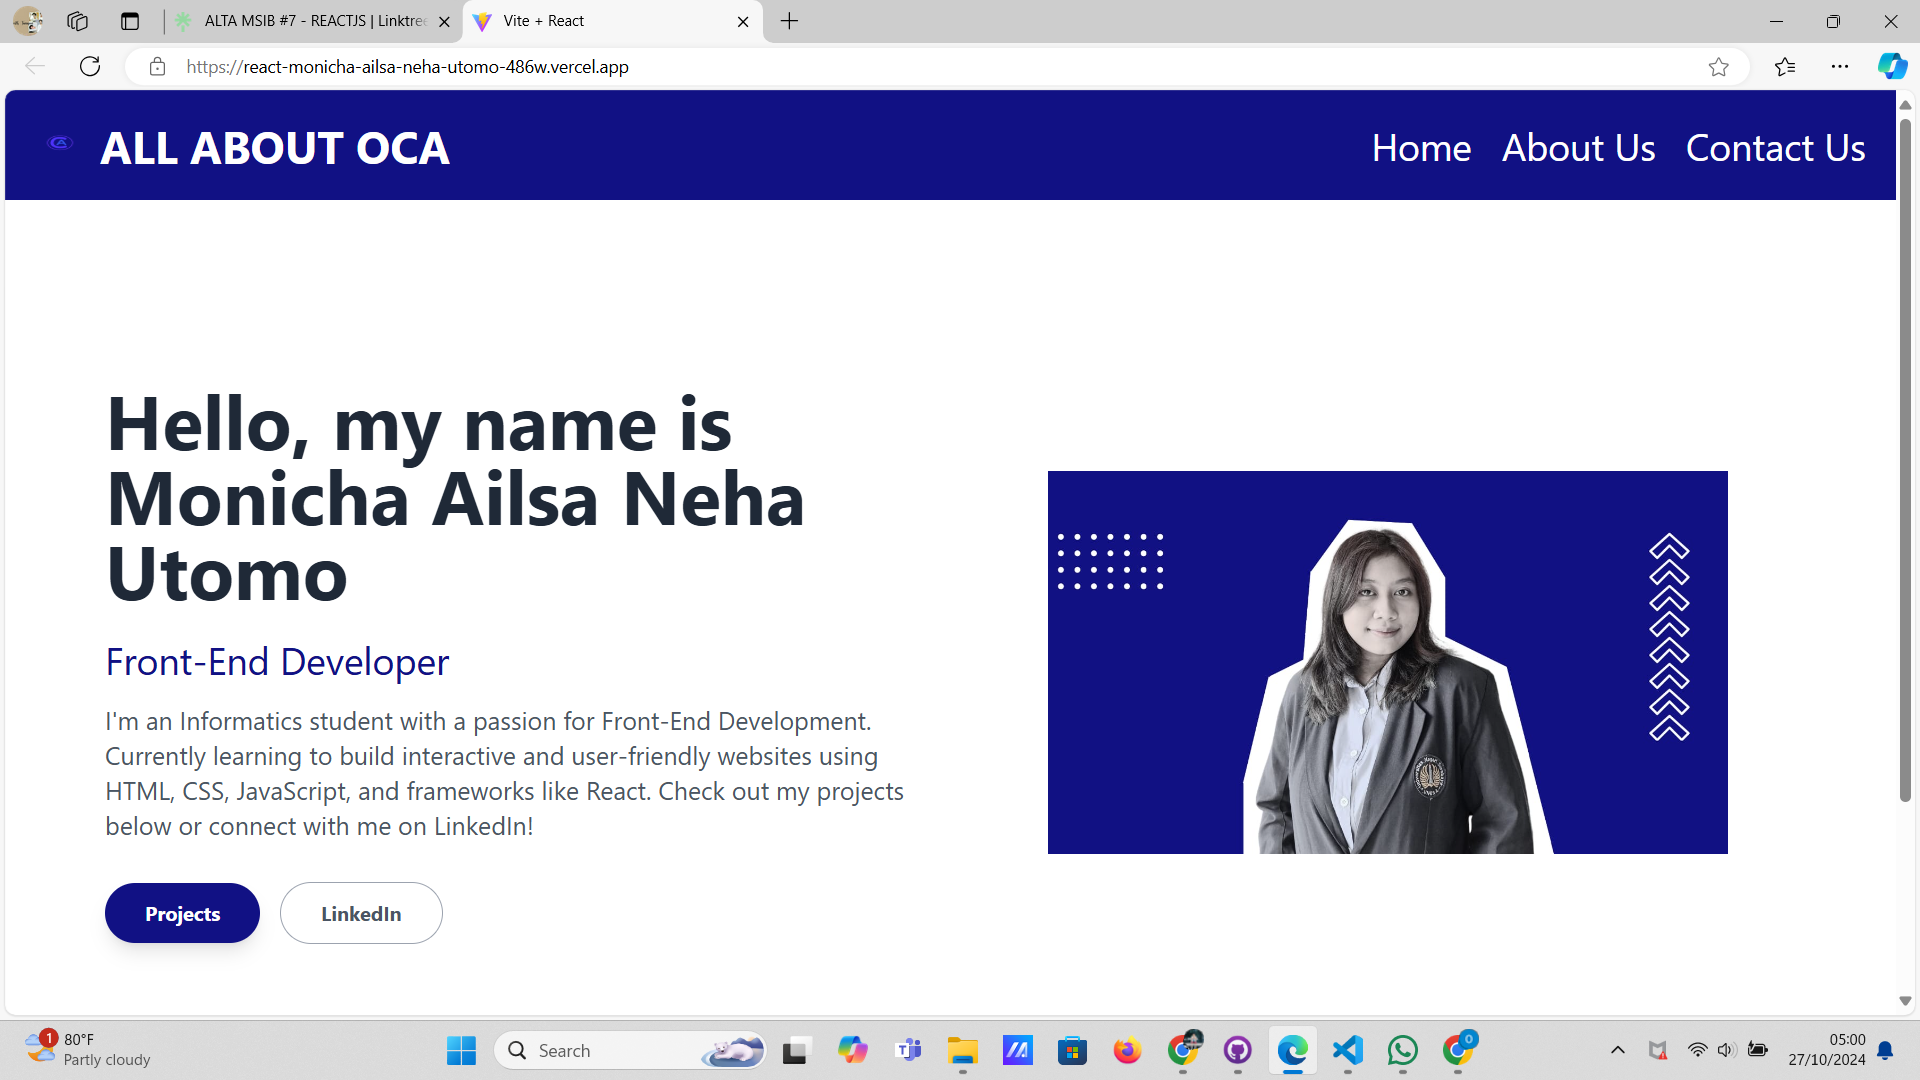 ALTA MSIB #7 - REACTJS | Linktree
Vite + React
https://react-monicha-ailsa-neha-utomo-486w.vercel.app
ALL ABOUT OCA
Home About Us Contact Us
Hello, my name is
Monicha Ailsa Neha
Utomo
Front-End Developer
I'm an Informatics student with a passion for Front-End Development.
Currently learning to build interactive and user-friendly websites using
HTML, CSS, JavaScript, and frameworks like React. Check out my projects
below or connect with me on LinkedIn!
Projects LinkedIn
1
80°F
Partly cloudy
Search
0
05:00
27/10/2024